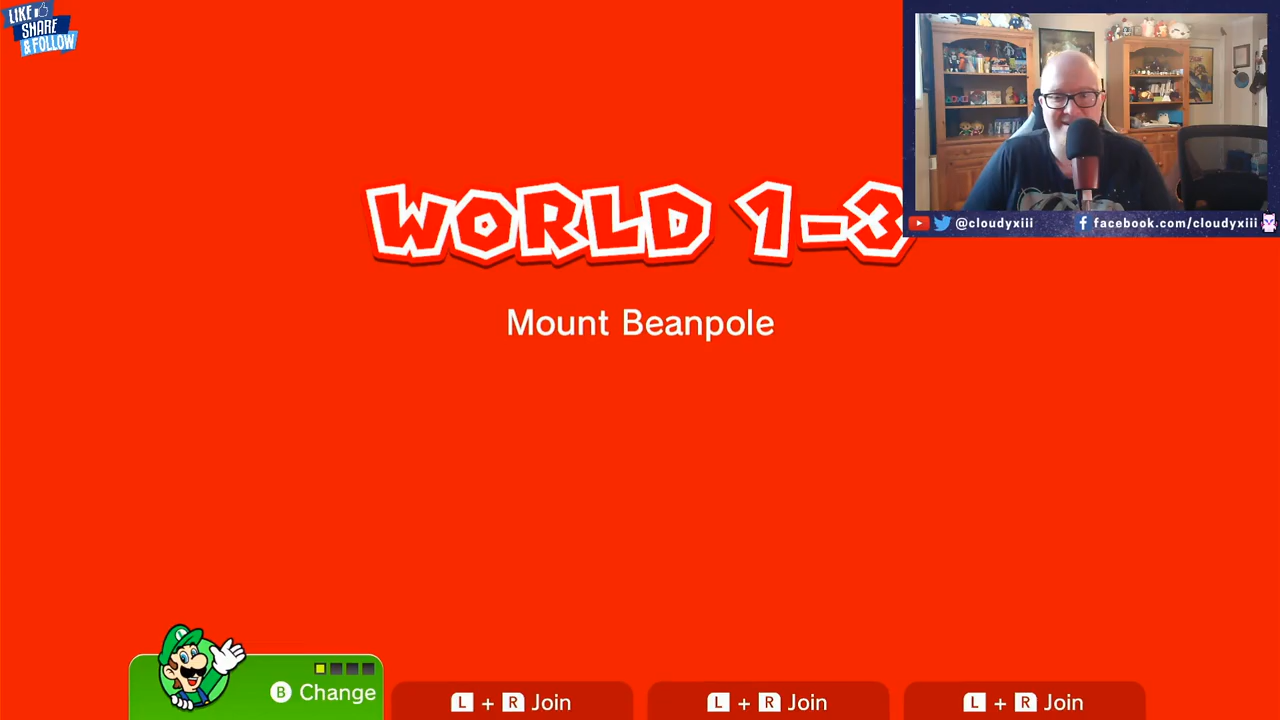 LIKE
SHARE
& FOLLOW
WORLD 1-3
Mount Beanpole
@cloudyxiii
facebook.com/cloudyxiii
B Change
L + R Join
L + R Join
L + R Join